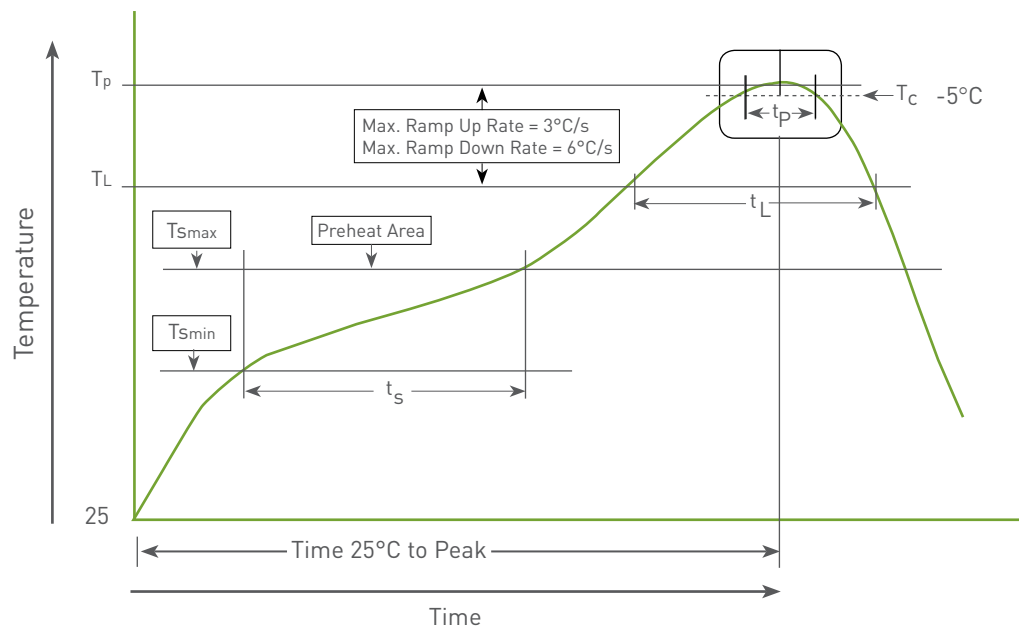 Tp
Tc -5°C
tP
Max. Ramp Up Rate = 3°C/s
Max. Ramp Down Rate = 6°C/s
TL
tL
Tsmax
Preheat Area
Tsmin
ts
Temperature
25
Time 25°C to Peak
Time